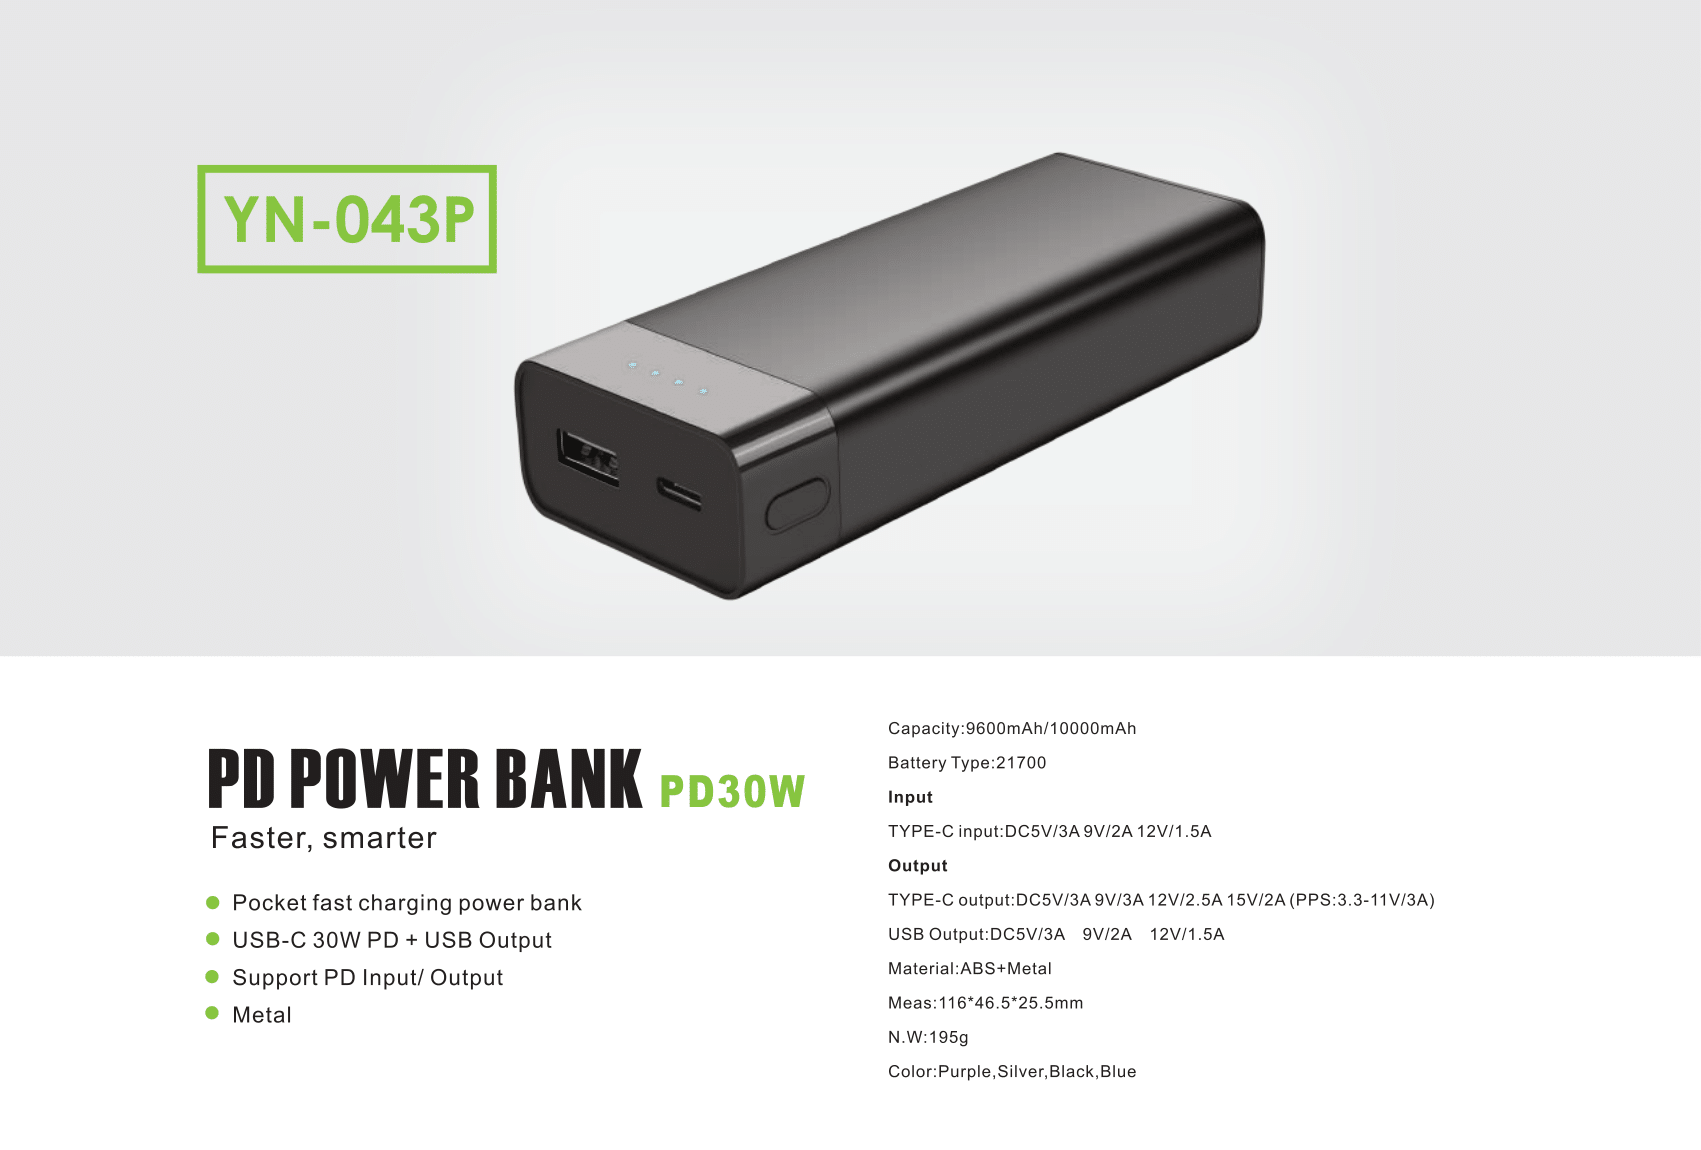 YN-043P
PD POWER BANK PD30W
Faster, smarter
Pocket fast charging power bank
USB-C 30W PD + USB Output
Support PD Input/ Output
Metal
Capacity:9600mAh/10000mAh
Battery Type:21700
Input
TYPE-C input:DC5V/3A 9V/2A 12V/1.5A
Output
TYPE-C output:DC5V/3A 9V/3A 12V/2.5A 15V/2A (PPS:3.3-11V/3A)
USB Output:DC5V/3A 9V/2A 12V/1.5A
Material:ABS+Metal
Meas:116*46.5*25.5mm
N.W:195g
Color:Purple,Silver,Black,Blue